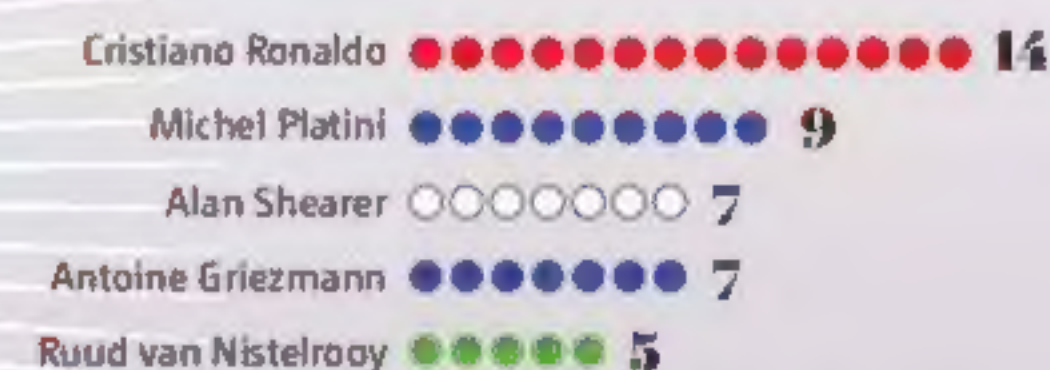 Cristiano Ronaldo 14
Michel Platini 9
Alan Shearer 7
Antoine Griezmann 7
Ruud van Nistelrooy 5